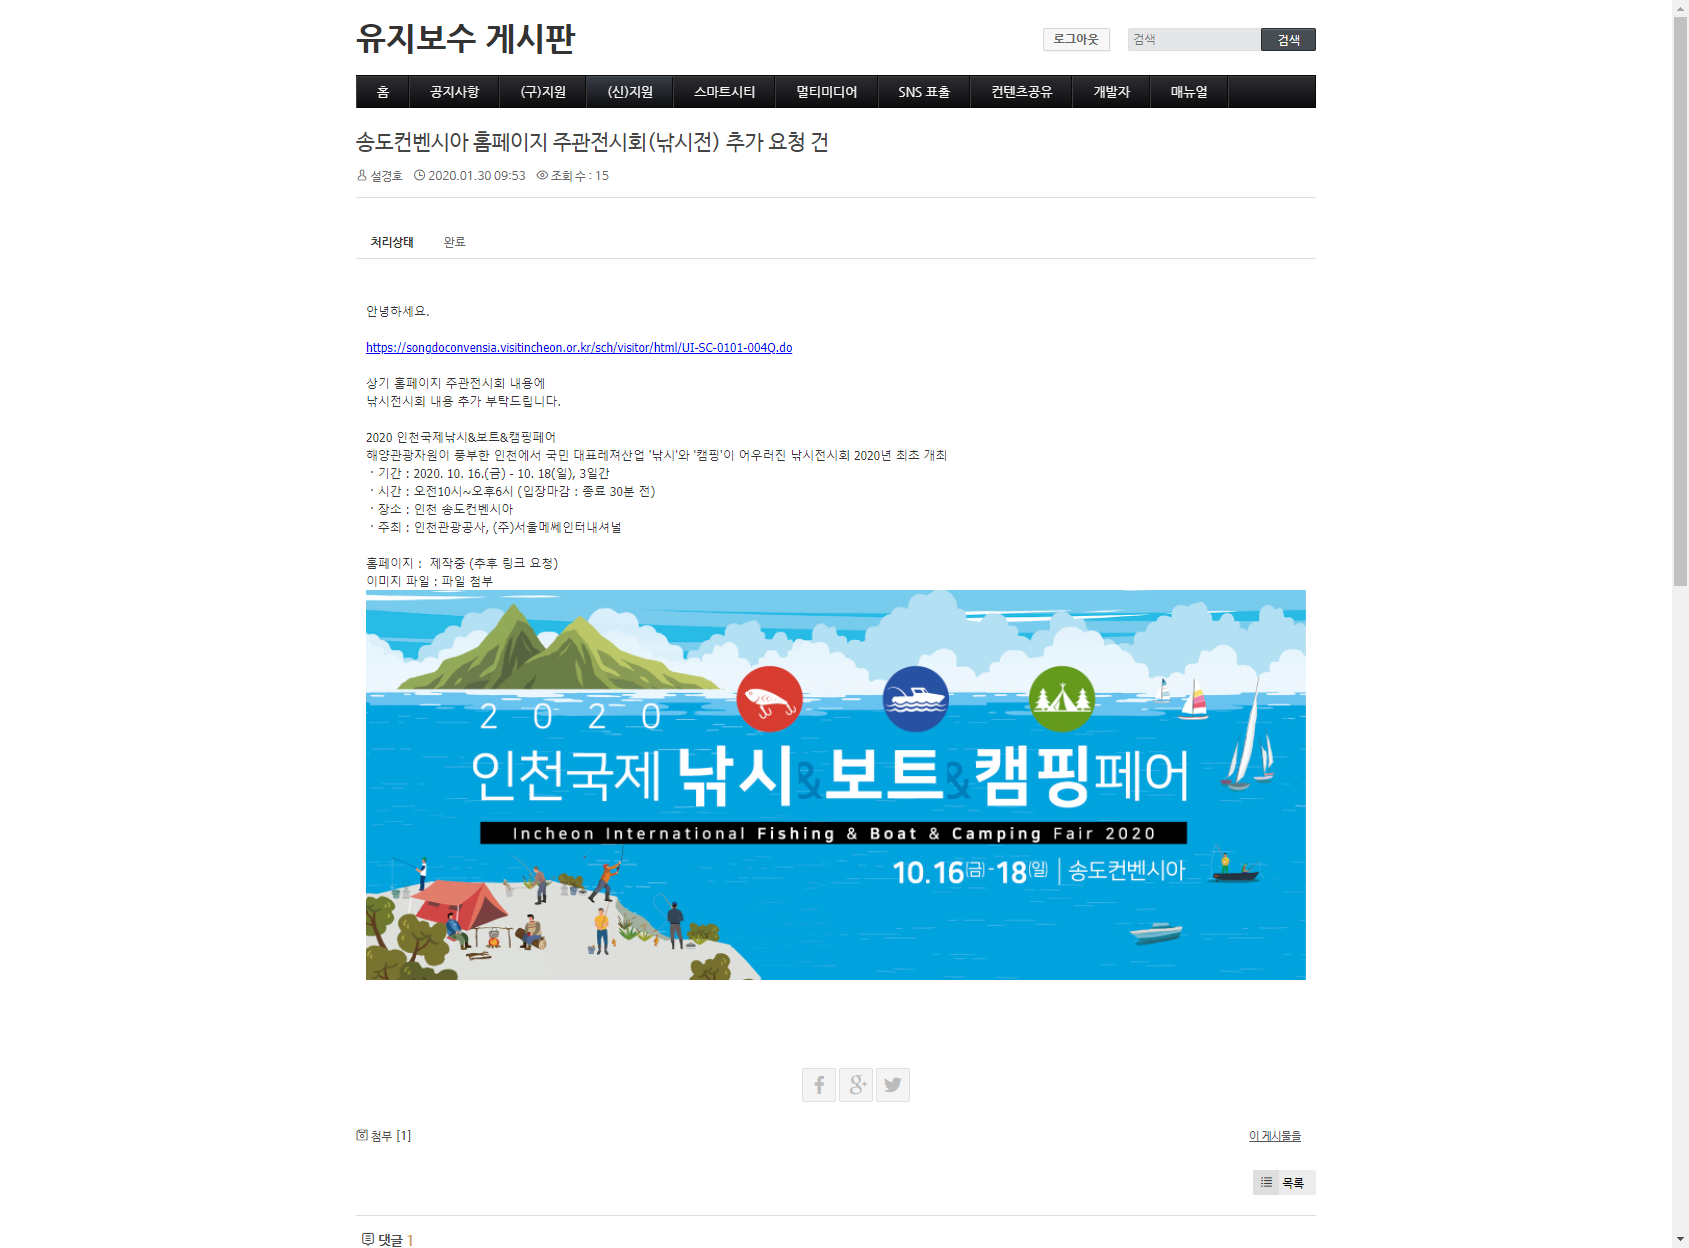 유지보수 게시판
로그아웃
검색
검색
홈 공지사항 (구)지원 (신)지원 스마트시티 멀티미디어 SNS 표출 컨텐츠공유 개발자 매뉴얼
송도컨벤시아 홈페이지 주관전시회(낚시전) 추가 요청 건
설경호 2020.01.30 09:53 조회 수 : 15
처리상태 완료
안녕하세요.
https://songdoconvensia.visitincheon.or.kr/sch/visitor/html/UI-SC-0101-004Q.do
상기 홈페이지 주관전시회 내용에
낚시전시회 내용 추가 부탁드립니다.
2020 인천국제낚시&보트&캠핑페어
해양관광자원이 풍부한 인천에서 국민 대표레져산업 '낚시'와 '캠핑'이 어우러진 낚시전시회 2020년 최초 개최
ㆍ기간 : 2020. 10. 16.(금) - 10. 18(일), 3일간
ㆍ시간 : 오전10시~오후6시 (입장마감 : 종료 30분 전)
ㆍ장소 : 인천 송도컨벤시아
ㆍ주최 : 인천관광공사, (주)서울메쎄인터내셔널
홈페이지 : 제작중 (추후 링크 요청)
이미지 파일 : 파일 첨부
2020
인천국제 낚시&보트&캠핑페어
Incheon International Fishing & Boat & Camping Fair 2020
10.16(금)-18(일) | 송도컨벤시아
첨부 [1]
이 게시물을
목록
댓글 1